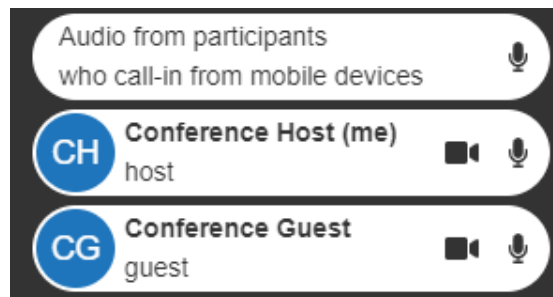 Audio from participants
who call-in from mobile devices
CH
Conference Host (me)
host
CG
Conference Guest
guest